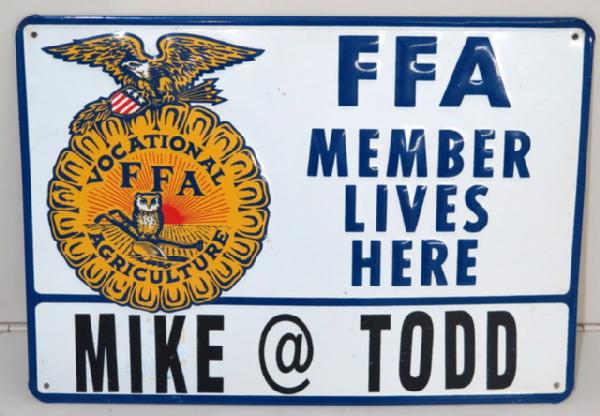 VOCATIONAL
FFA
AGRICULTURE
FFA
MEMBER
LIVES
HERE
MIKE @ TODD